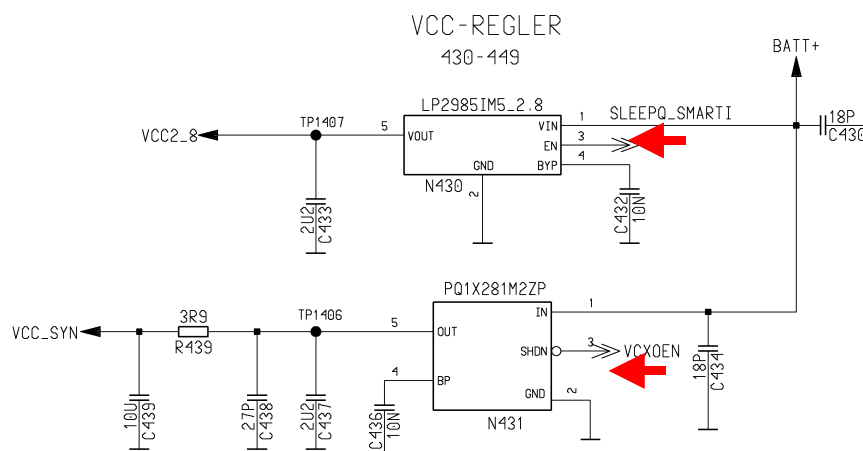 VCC-REGLER
430-449
BATT+
LP2985IM5_2.8
SLEEPQ_SMARTI
18P
C430
VCC2_8
TP1407
5
VOUT
VIN
1
EN
3
BYP
4
GND
2
N430
2U2
C433
C432
10N
PQ1X281M2ZP
VCC_SYN
3R9
R439
TP1406
5
OUT
IN
1
SHDN
3
VCXOEN
4
BP
GND
2
N431
10U
C439
27P
C438
2U2
C437
C436
10N
18P
C434